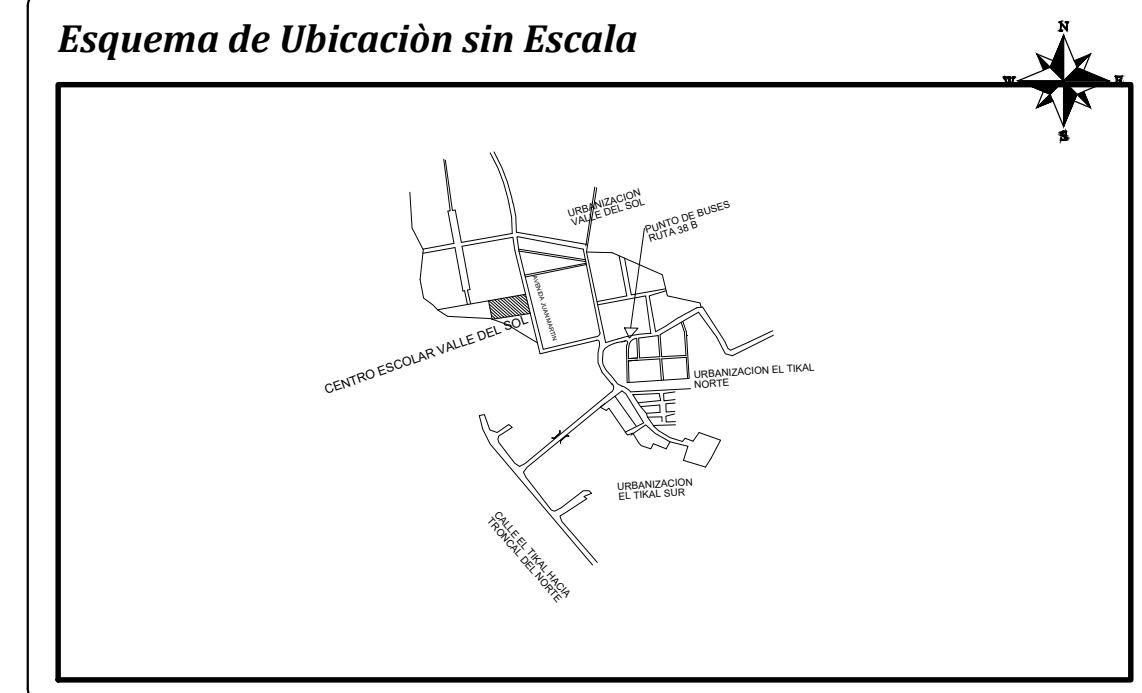 Esquema de Ubicaciòn sin Escala
N
W
E
S
URBANIZACION
VALLE DEL SOL
PUNTO DE BUSES
RUTA 38 B
AVENIDA JUAN MARTIN
CENTRO ESCOLAR VALLE DEL SOL
URBANIZACION EL TIKAL
NORTE
URBANIZACION
EL TIKAL SUR
CALLE EL TIKAL HACIA
TRONCAL DEL NORTE